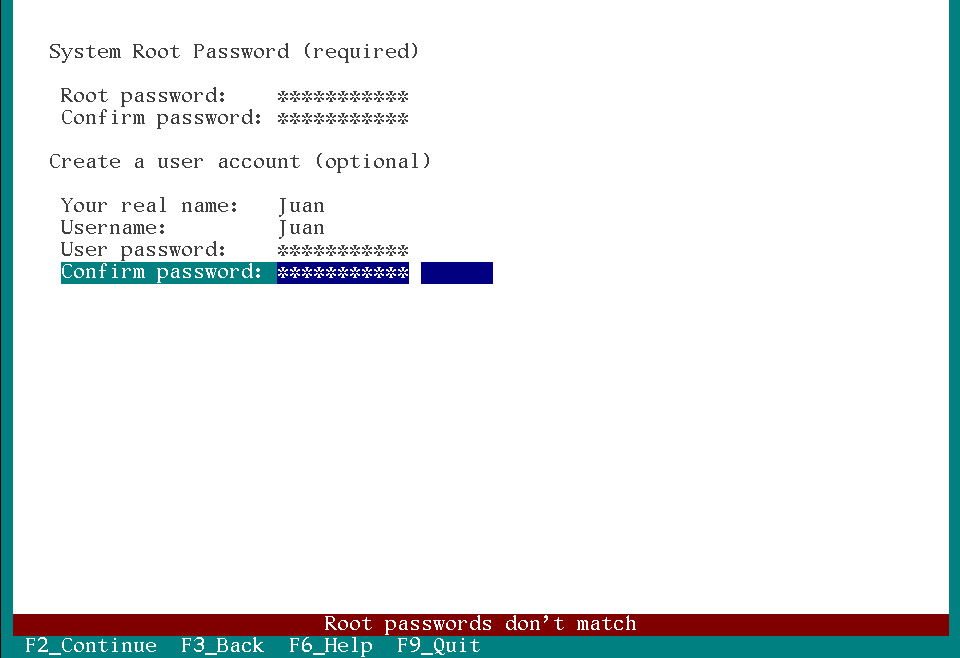 System Root Password (required)
Root password: ***********
Confirm password: ***********
Create a user account (optional)
Your real name: Juan
Username: Juan
User password: ***********
Confirm password: ***********
Root passwords don't match
F2_Continue F3_Back F6_Help F9_Quit